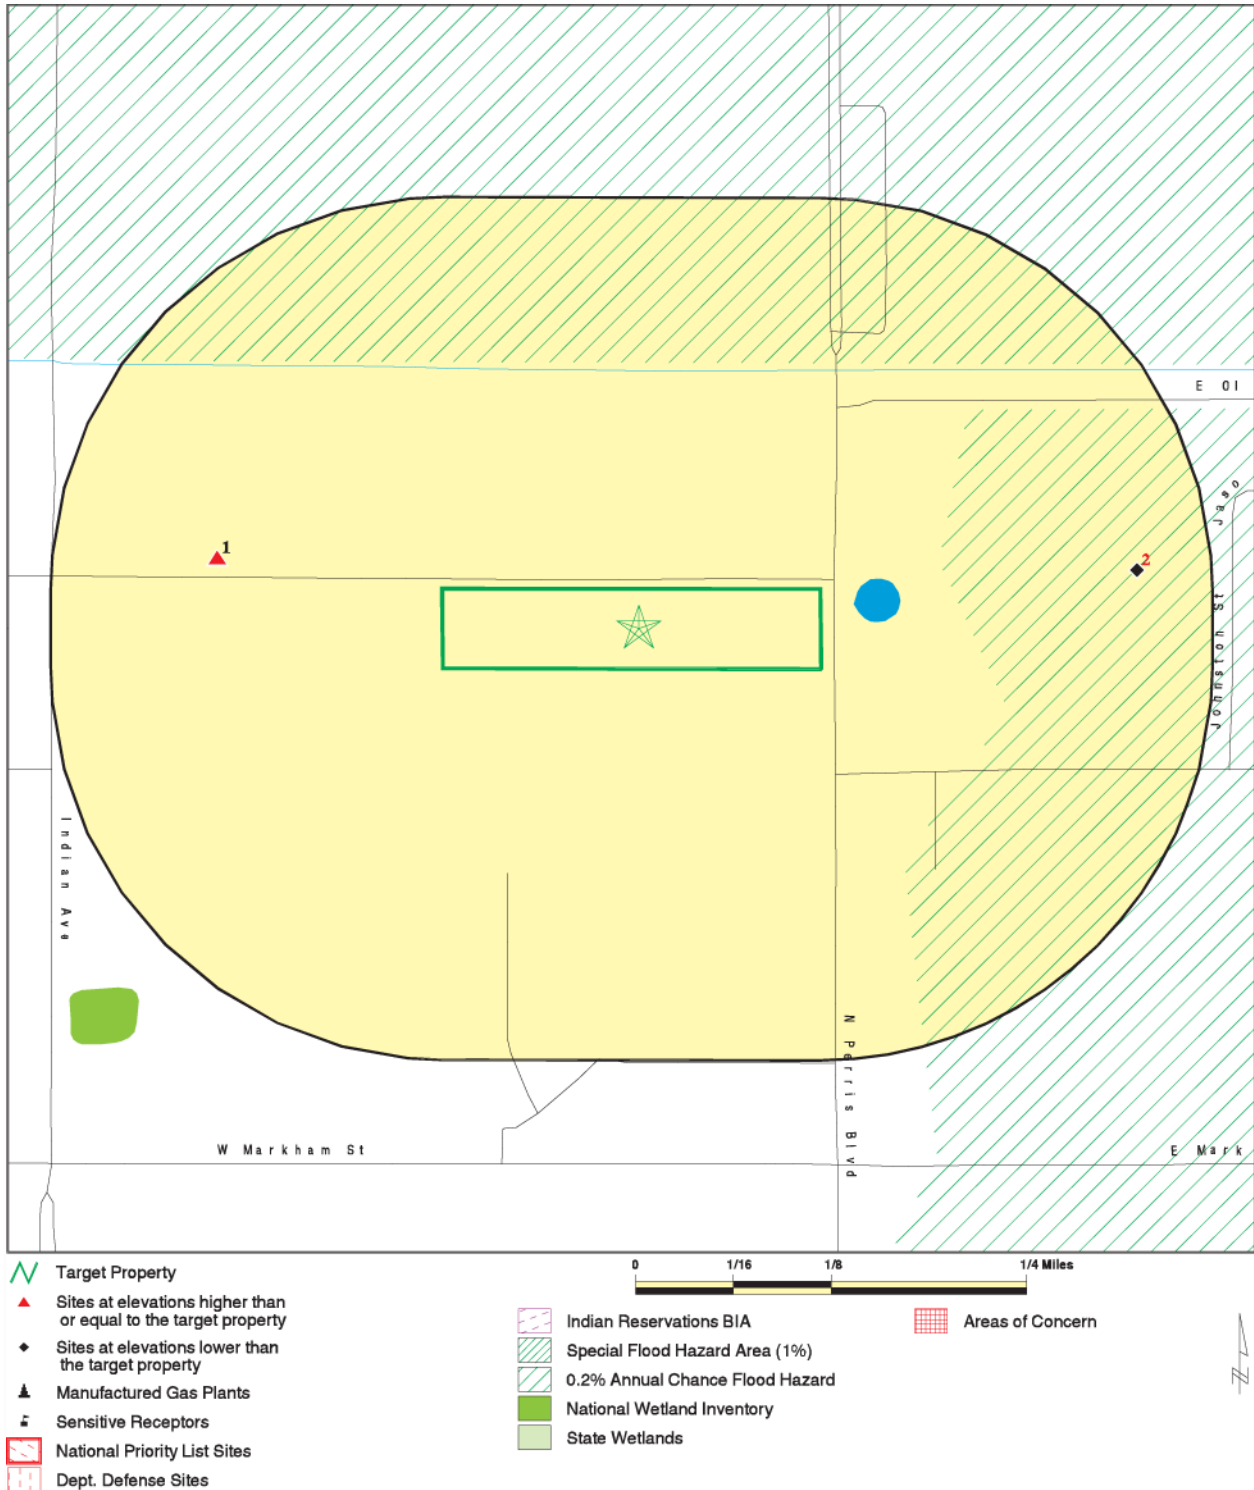 E Ol
Jaso
1
2
Johnston St
Indian Ave
N Perris Blvd
W Markham St
E Mark
0 1/16 1/8 1/4 Miles
Target Property
Sites at elevations higher than
or equal to the target property
Sites at elevations lower than
the target property
Manufactured Gas Plants
Sensitive Receptors
National Priority List Sites
Dept. Defense Sites
Indian Reservations BIA
Special Flood Hazard Area (1%)
0.2% Annual Chance Flood Hazard
National Wetland Inventory
State Wetlands
Areas of Concern
N